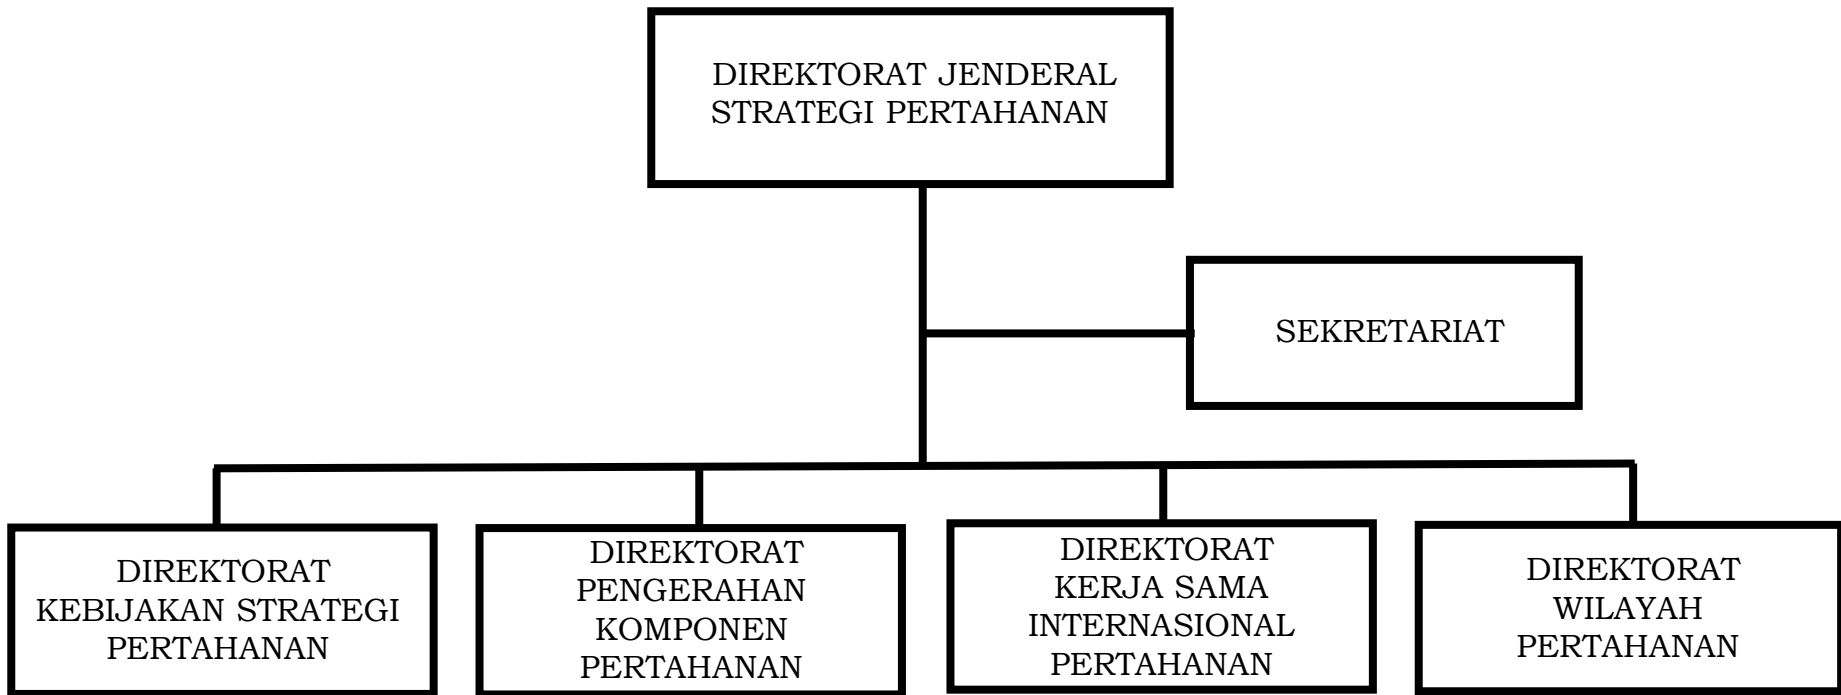 DIREKTORAT JENDERAL
STRATEGI PERTAHANAN
SEKRETARIAT
DIREKTORAT
KEBIJAKAN STRATEGI
PERTAHANAN
DIREKTORAT
PENGERAHAN
KOMPONEN
PERTAHANAN
DIREKTORAT
KERJA SAMA
INTERNASIONAL
PERTAHANAN
DIREKTORAT
WILAYAH
PERTAHANAN